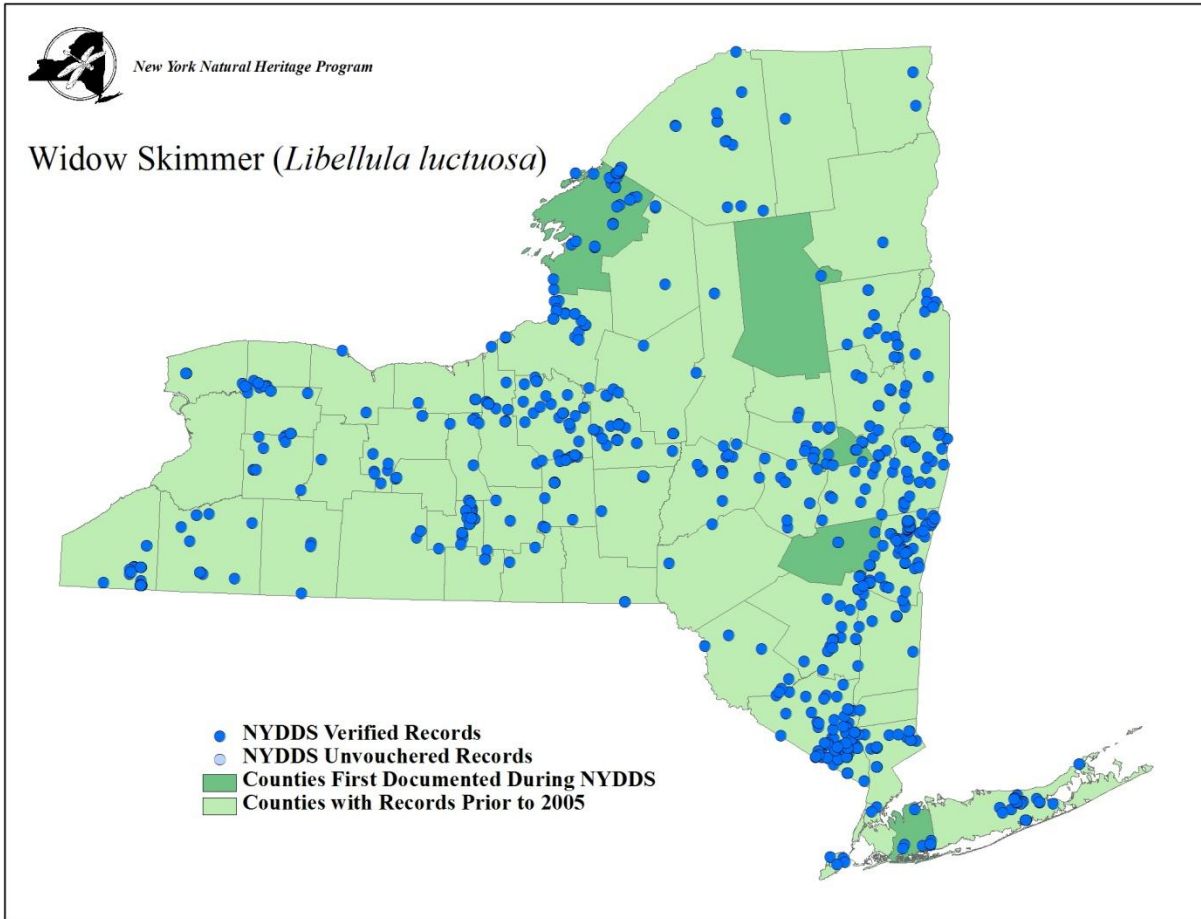 New York Natural Heritage Program
Widow Skimmer (Libellula luctuosa)
NYDDS Verified Records
NYDDS Unvouchered Records
Counties First Documented During NYDDS
Counties with Records Prior to 2005